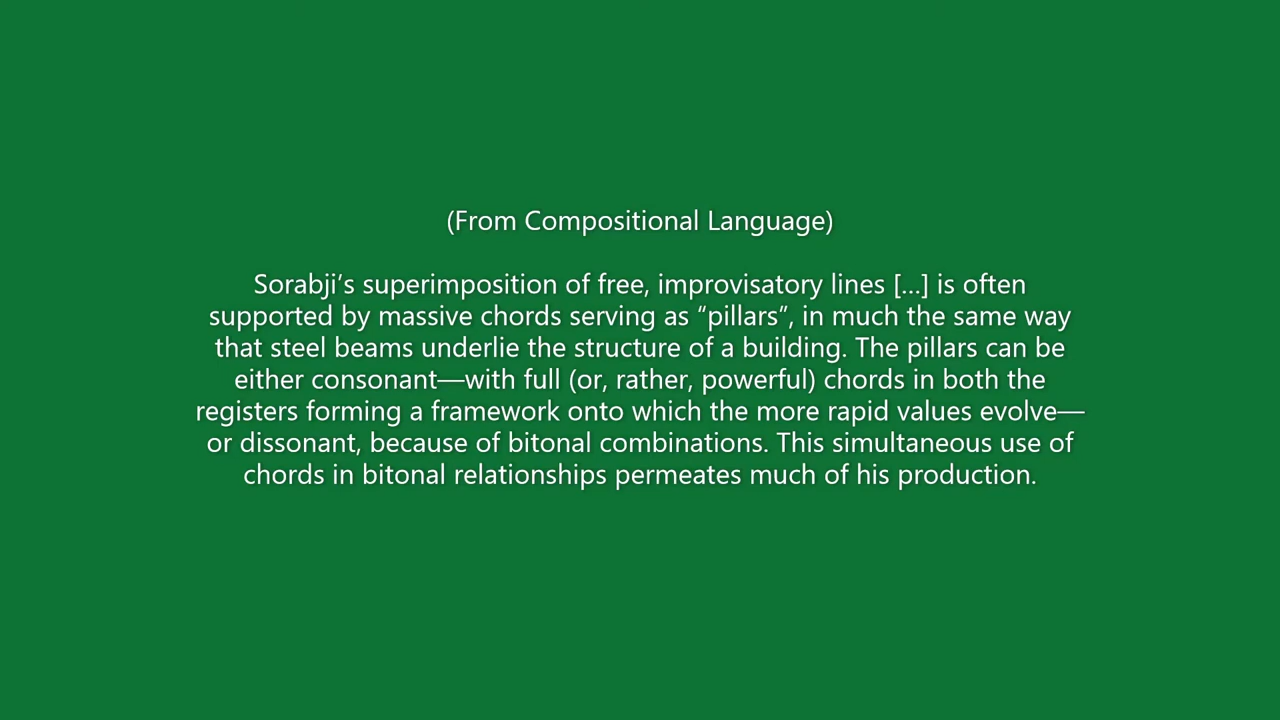 (From Compositional Language)
Sorabji’s superimposition of free, improvisatory lines [...] is often
supported by massive chords serving as “pillars”, in much the same way
that steel beams underlie the structure of a building. The pillars can be
either consonant—with full (or, rather, powerful) chords in both the
registers forming a framework onto which the more rapid values evolve—
or dissonant, because of bitonal combinations. This simultaneous use of
chords in bitonal relationships permeates much of his production.